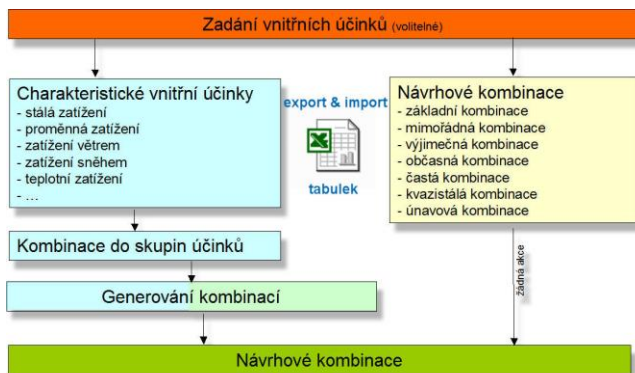 Zadání vnitřních účinků (volitelné)
Charakteristické vnitřní účinky
- stálá zatížení
- proměnná zatížení
- zatížení větrem
- zatížení sněhem
- teplotní zatížení
- ...
export & import
tabulek
Návrhové kombinace
- základní kombinace
- mimořádná kombinace
- výjimečná kombinace
- občasná kombinace
- častá kombinace
- kvazistálá kombinace
- únavová kombinace
Kombinace do skupin účinků
Generování kombinací
žádná akce
Návrhové kombinace